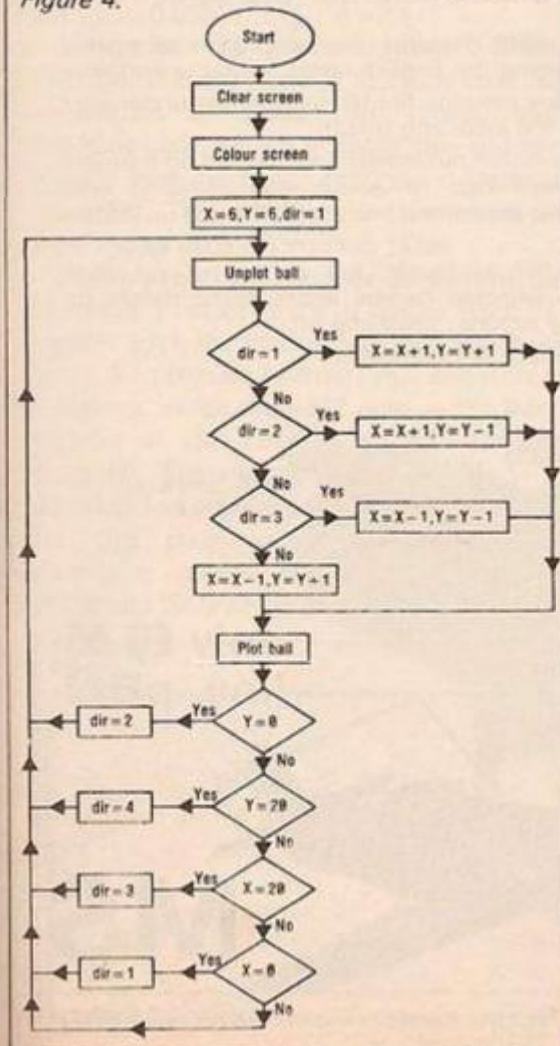 Figure 4.
Start
Clear screen
Colour screen
X=6,Y=6,dir=1
Unplot ball
dir=1
Yes
X=X+1,Y=Y+1
No
dir=2
Yes
X=X+1,Y=Y-1
No
dir=3
Yes
X=X-1,Y=Y-1
No
X=X-1,Y=Y+1
Plot ball
Y=0
Yes
dir=2
No
Y=20
Yes
dir=4
No
X=20
Yes
dir=3
No
X=0
Yes
dir=1
No